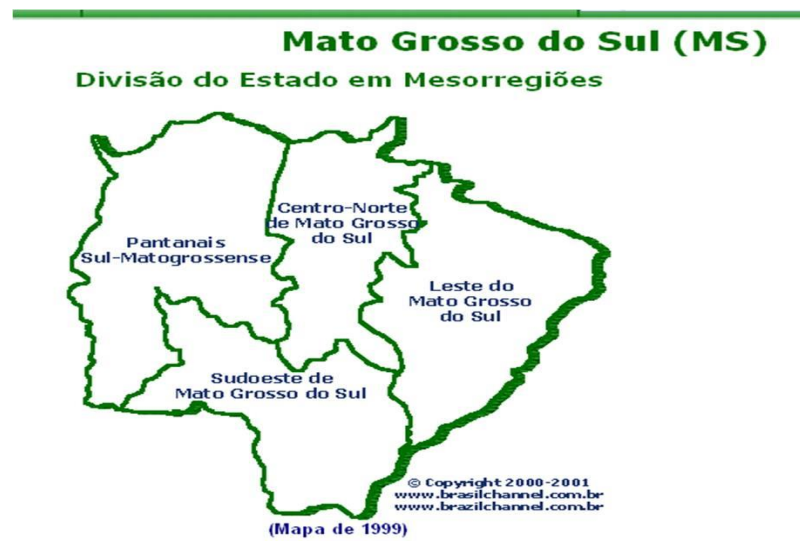 Mato Grosso do Sul (MS)
Divisão do Estado em Mesorregiões
Centro-Norte
de Mato Grosso
do Sul
Pantanais
Sul-Matogrossense
Leste do
Mato Grosso
do Sul
Sudoeste de
Mato Grosso do Sul
© Copyright 2000-2001
www.brasilchannel.com.br
www.brazilchannel.com.br
(Mapa de 1999)